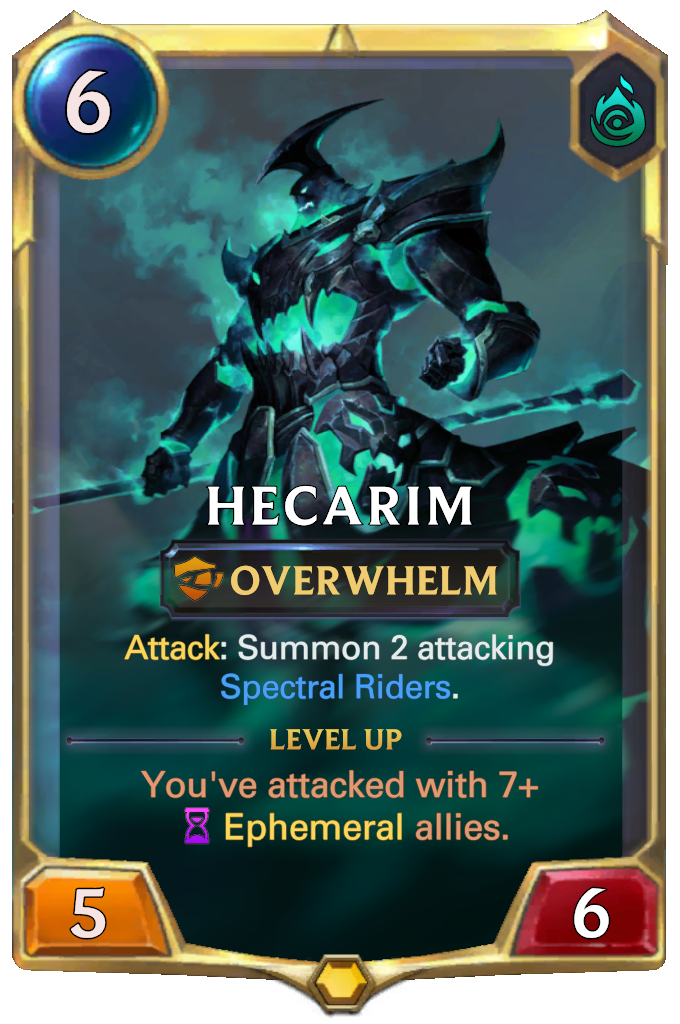 6
HECARIM
OVERWHELM
Attack: Summon 2 attacking
Spectral Riders.
LEVEL UP
You've attacked with 7+
Ephemeral allies.
5
6